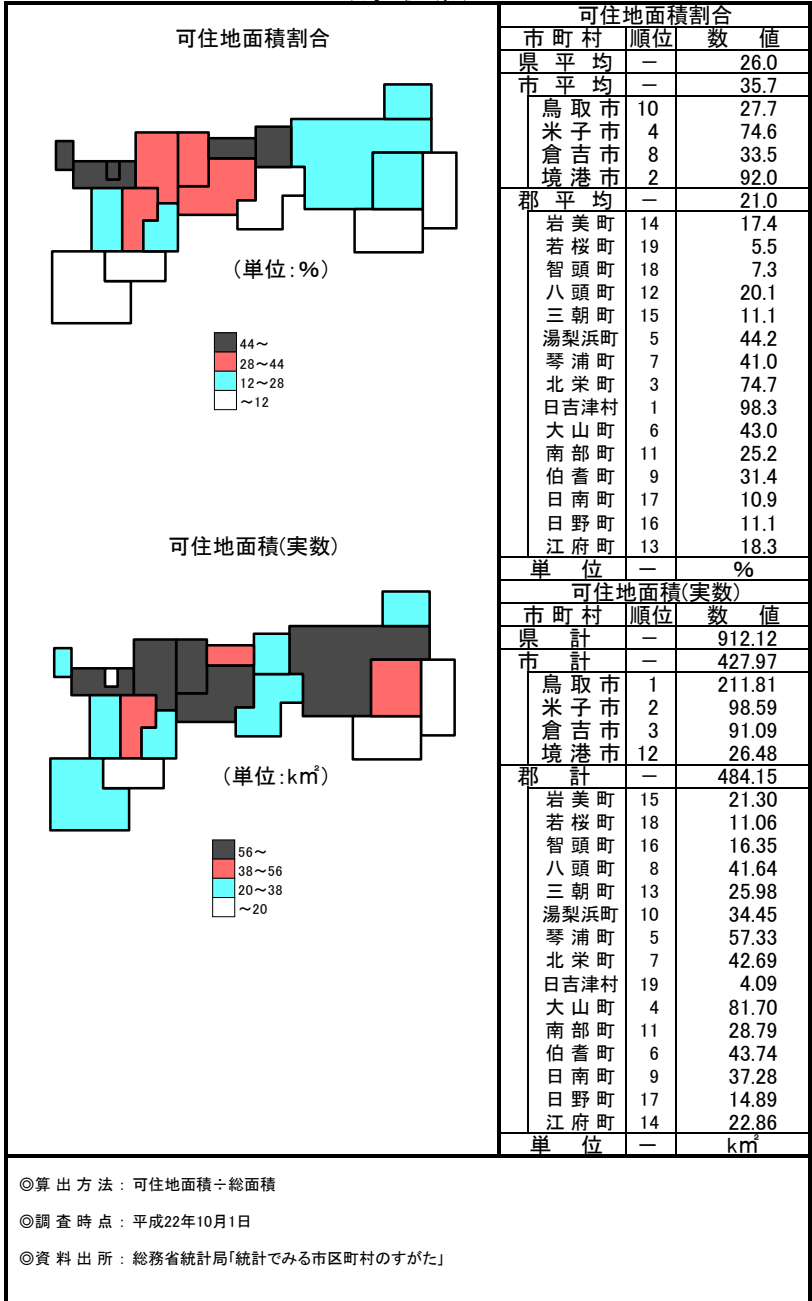 可住地面積割合
(単位:%)
44～
28～44
12～28
～12
可住地面積(実数)
(単位:k㎡)
56～
38～56
20～38
～20
可住地面積割合
市町村 順位 数 値
県平均 － 26.0
市平均 － 35.7
鳥取市 10 27.7
米子市 4 74.6
倉吉市 8 33.5
境港市 2 92.0
郡平均 － 21.0
岩美町 14 17.4
若桜町 19 5.5
智頭町 18 7.3
八頭町 12 20.1
三朝町 15 11.1
湯梨浜町 5 44.2
琴浦町 7 41.0
北栄町 3 74.7
日吉津村 1 98.3
大山町 6 43.0
南部町 11 25.2
伯耆町 9 31.4
日南町 17 10.9
日野町 16 11.1
江府町 13 18.3
単 位 － %
可住地面積(実数)
市町村 順位 数 値
県 計 － 912.12
市 計 － 427.97
鳥取市 1 211.81
米子市 2 98.59
倉吉市 3 91.09
境港市 12 26.48
郡 計 － 484.15
岩美町 15 21.30
若桜町 18 11.06
智頭町 16 16.35
八頭町 8 41.64
三朝町 13 25.98
湯梨浜町 10 34.45
琴浦町 5 57.33
北栄町 7 42.69
日吉津村 19 4.09
大山町 4 81.70
南部町 11 28.79
伯耆町 6 43.74
日南町 9 37.28
日野町 17 14.89
江府町 14 22.86
単 位 － k㎡
◎算出方法：可住地面積÷総面積
◎調査時点：平成22年10月1日
◎資料出所：総務省統計局「統計でみる市区町村のすがた」